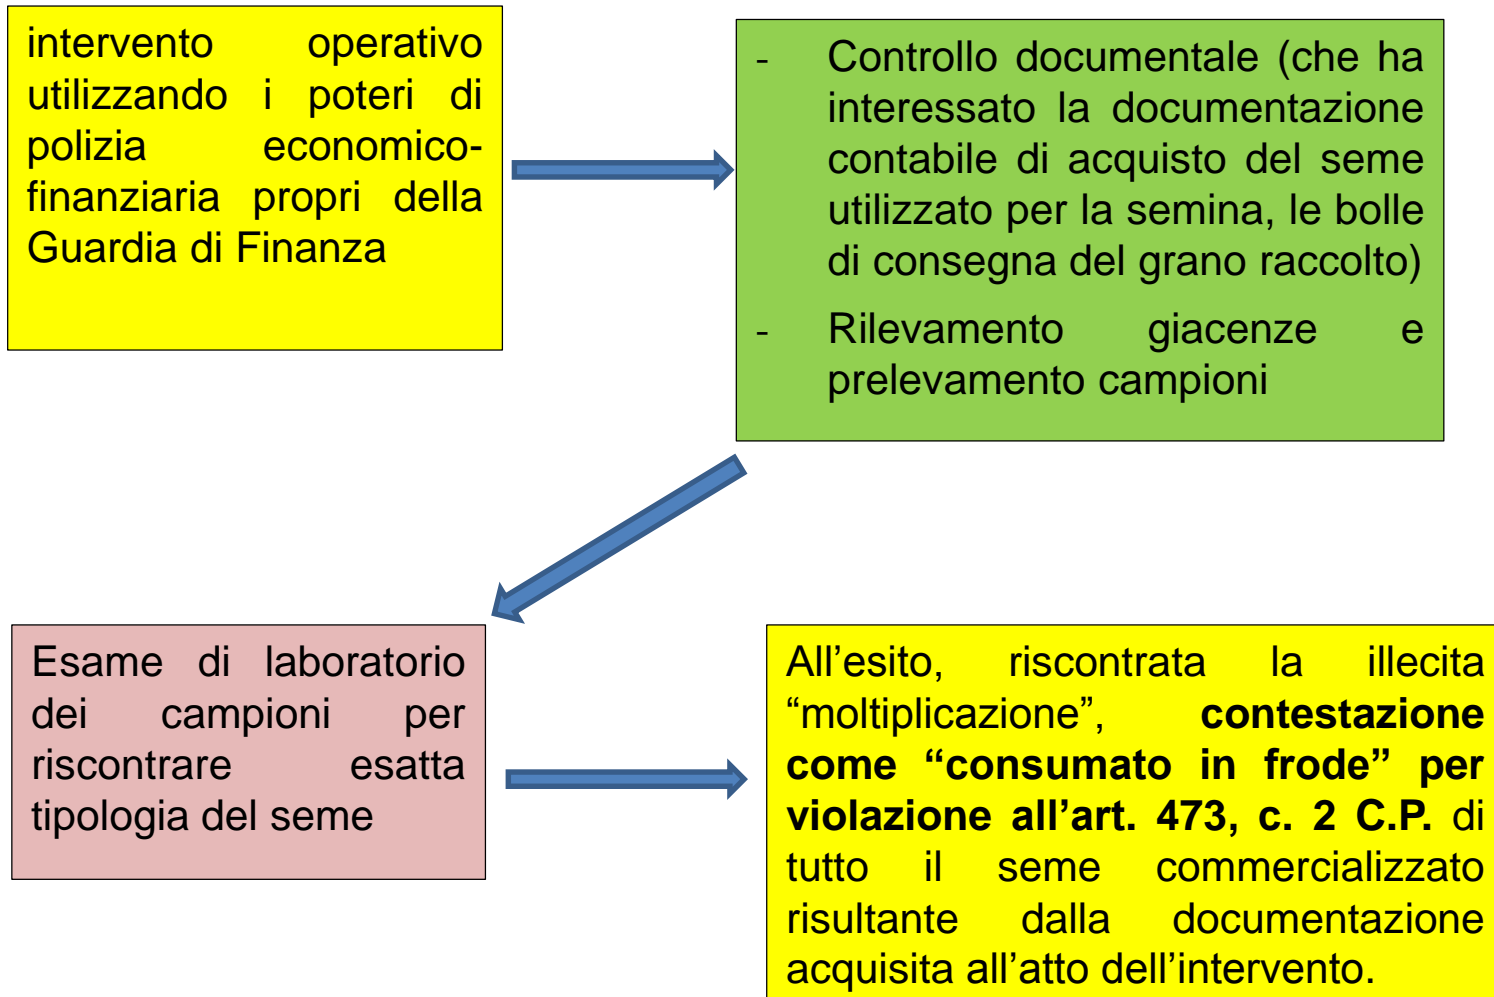 intervento operativo
utilizzando i poteri di
polizia economico-
finanziaria propri della
Guardia di Finanza
- Controllo documentale (che ha
interessato la documentazione
contabile di acquisto del seme
utilizzato per la semina, le bolle
di consegna del grano raccolto)
- Rilevamento giacenze e
prelevamento campioni
Esame di laboratorio
dei campioni per
riscontrare esatta
tipologia del seme
All’esito, riscontrata la illecita
“moltiplicazione”, contestazione
come “consumato in frode” per
violazione all’art. 473, c. 2 C.P. di
tutto il seme commercializzato
risultante dalla documentazione
acquisita all’atto dell’intervento.